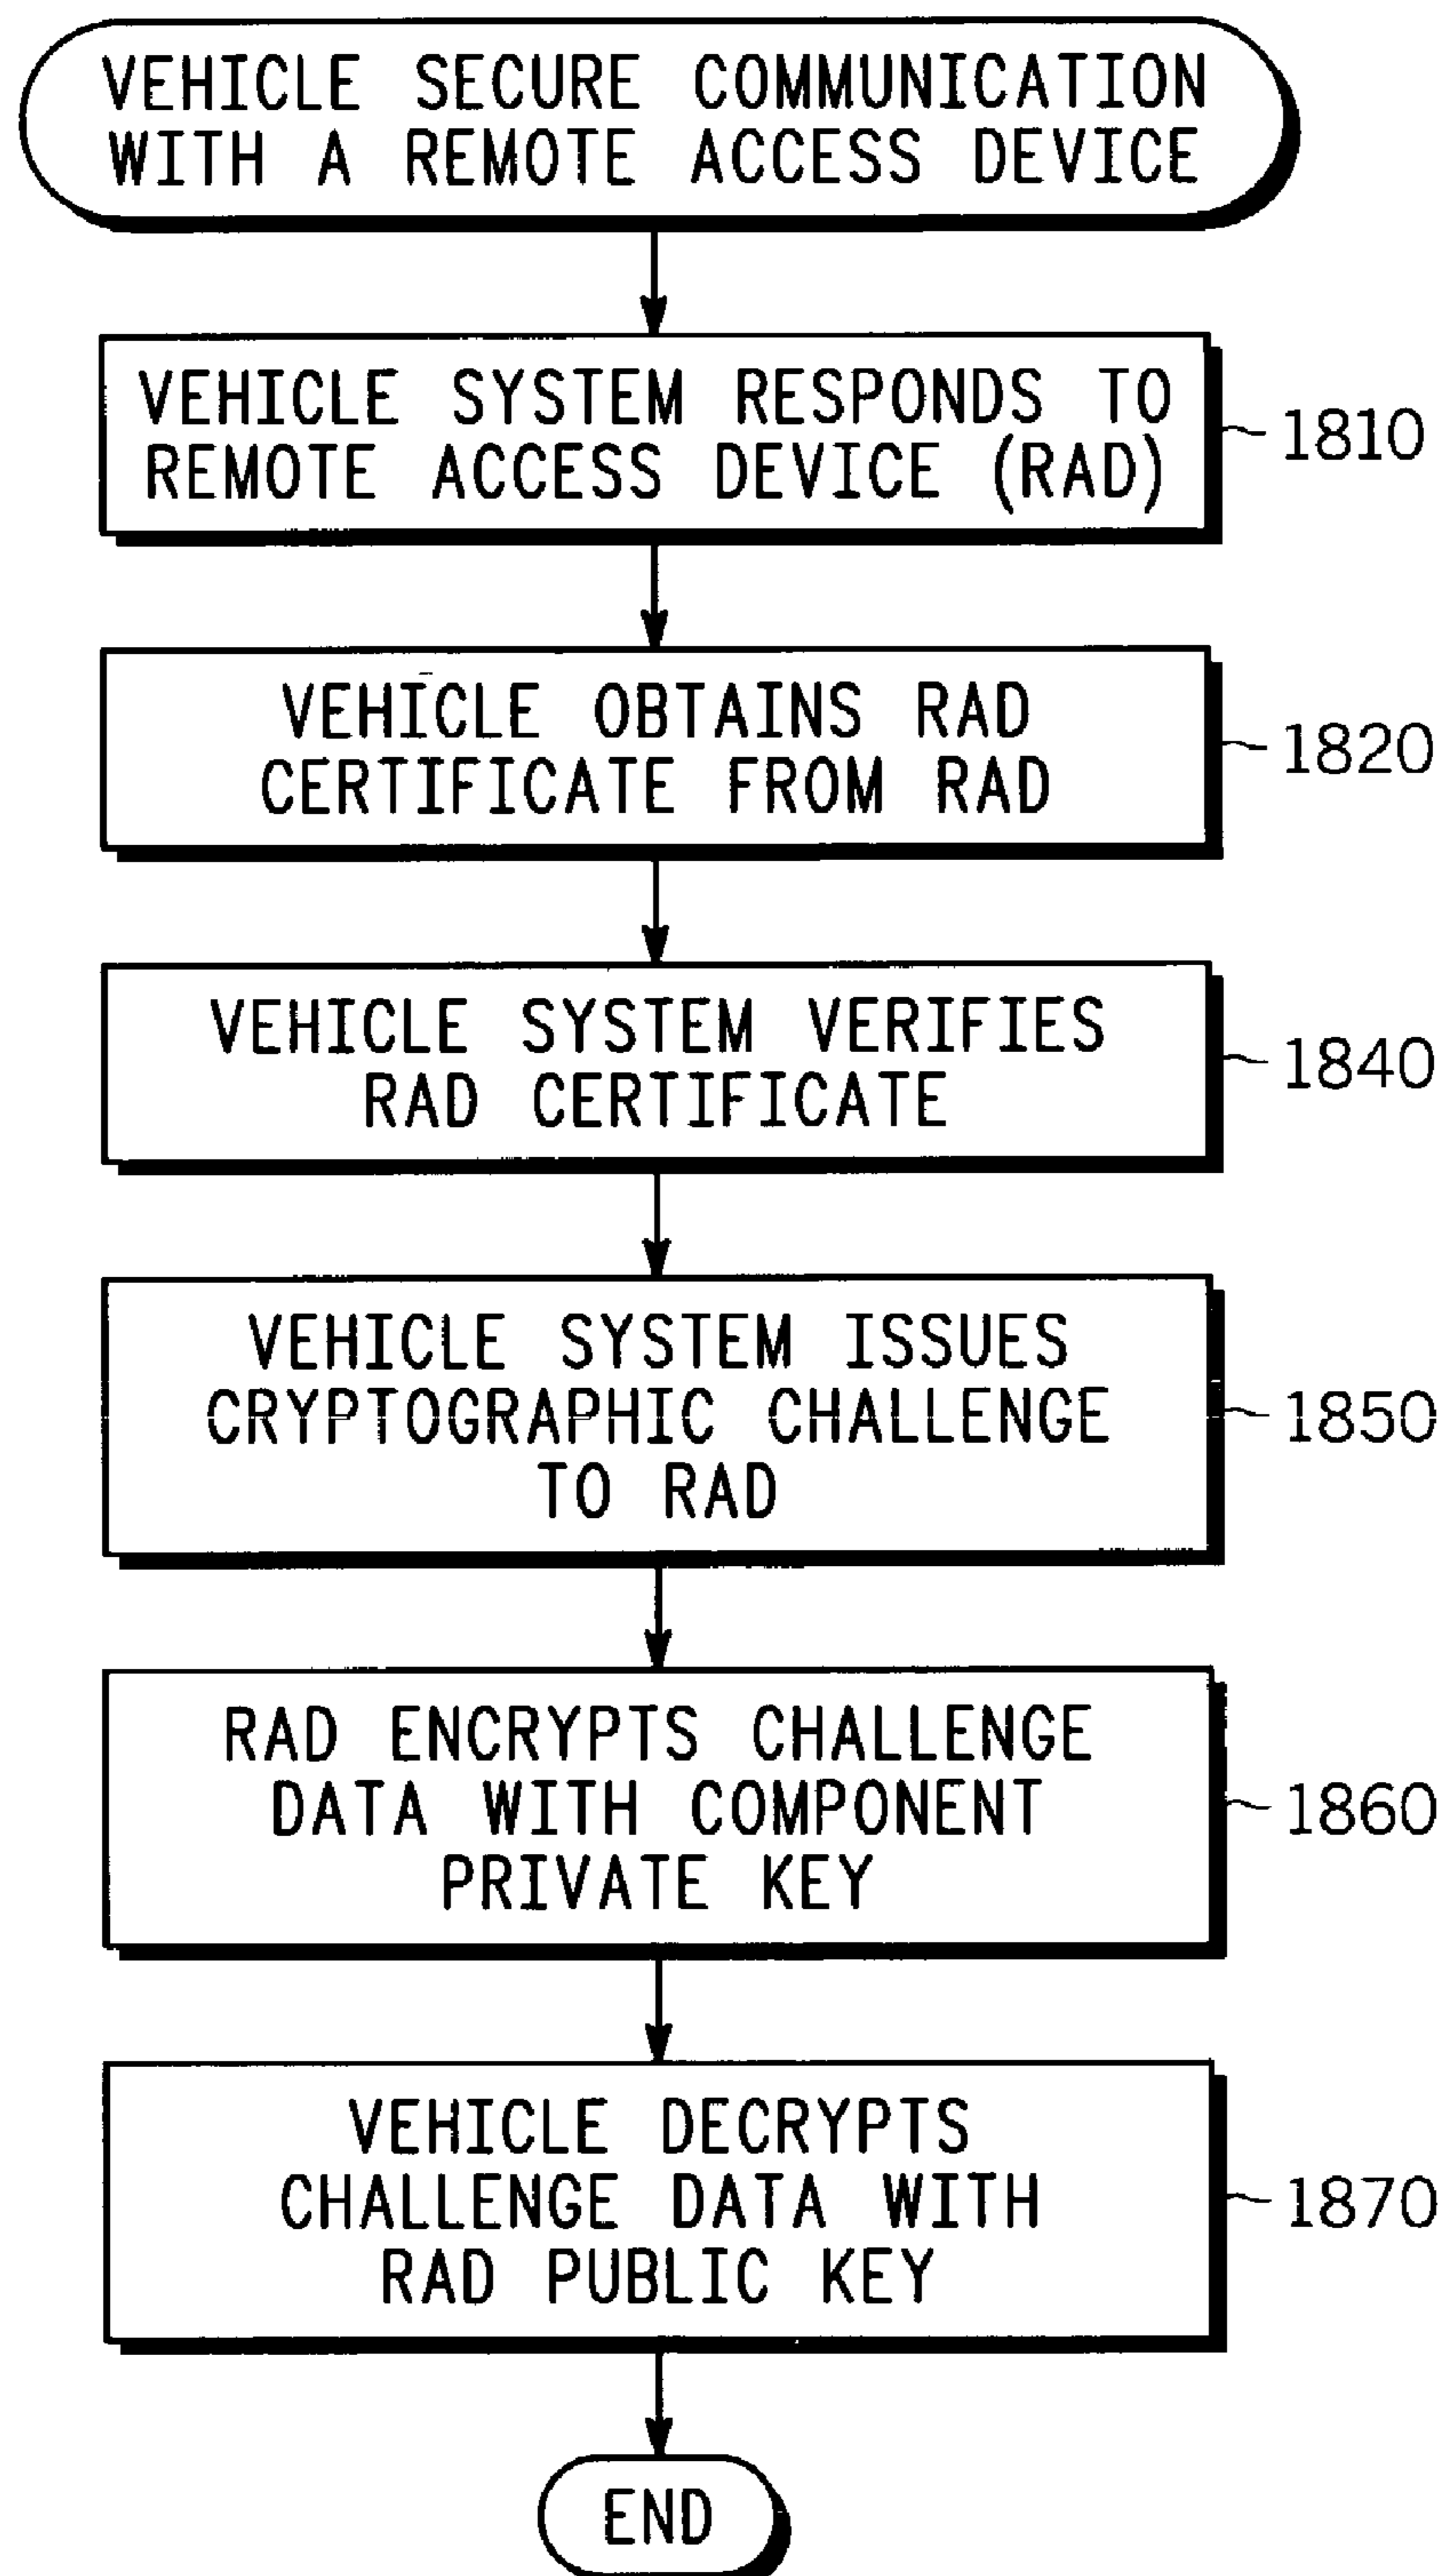 VEHICLE SECURE COMMUNICATION
WITH A REMOTE ACCESS DEVICE
VEHICLE SYSTEM RESPONDS TO
REMOTE ACCESS DEVICE (RAD)
1810
VEHICLE OBTAINS RAD
CERTIFICATE FROM RAD
1820
VEHICLE SYSTEM VERIFIES
RAD CERTIFICATE
1840
VEHICLE SYSTEM ISSUES
CRYPTOGRAPHIC CHALLENGE
TO RAD
1850
RAD ENCRYPTS CHALLENGE
DATA WITH COMPONENT
PRIVATE KEY
1860
VEHICLE DECRYPTS
CHALLENGE DATA WITH
RAD PUBLIC KEY
1870
END